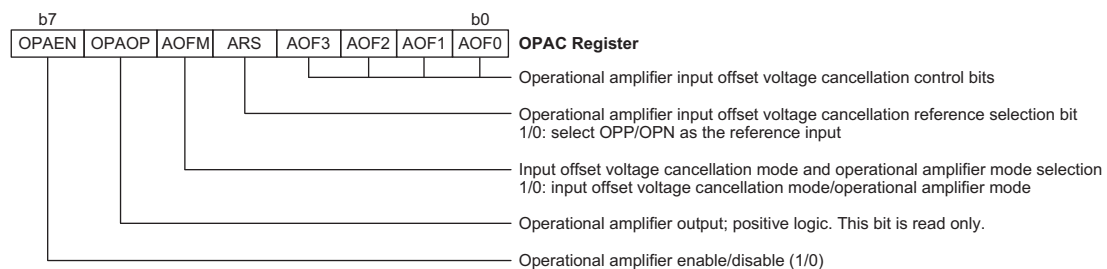 b7 b0
OPAEN OPAOP AOFM ARS AOF3 AOF2 AOF1 AOF0 OPAC Register
Operational amplifier input offset voltage cancellation control bits
Operational amplifier input offset voltage cancellation reference selection bit
1/0: select OPP/OPN as the reference input
Input offset voltage cancellation mode and operational amplifier mode selection
1/0: input offset voltage cancellation mode/operational amplifier mode
Operational amplifier output; positive logic. This bit is read only.
Operational amplifier enable/disable (1/0)